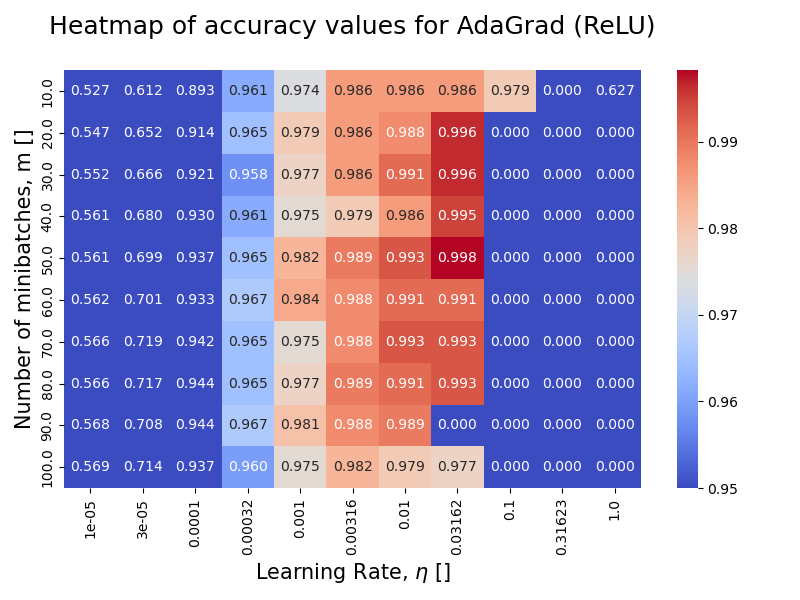 Heatmap of accuracy values for AdaGrad (ReLU)
Number of minibatches, m []
10.0 0.527 0.612 0.893 0.961 0.974 0.986 0.986 0.986 0.979 0.000 0.627
20.0 0.547 0.652 0.914 0.965 0.979 0.986 0.988 0.996 0.000 0.000 0.000
30.0 0.552 0.666 0.921 0.958 0.977 0.986 0.991 0.996 0.000 0.000 0.000
40.0 0.561 0.680 0.930 0.961 0.975 0.979 0.986 0.995 0.000 0.000 0.000
50.0 0.561 0.699 0.937 0.965 0.982 0.989 0.993 0.998 0.000 0.000 0.000
60.0 0.562 0.701 0.933 0.967 0.984 0.988 0.991 0.991 0.000 0.000 0.000
70.0 0.566 0.719 0.942 0.965 0.975 0.988 0.993 0.993 0.000 0.000 0.000
80.0 0.566 0.717 0.944 0.965 0.977 0.989 0.991 0.993 0.000 0.000 0.000
90.0 0.568 0.708 0.944 0.967 0.981 0.988 0.989 0.000 0.000 0.000 0.000
100.0 0.569 0.714 0.937 0.960 0.975 0.982 0.979 0.977 0.000 0.000 0.000
1e-05 3e-05 0.0001 0.00032 0.001 0.00316 0.01 0.03162 0.1 0.31623 1.0
Learning Rate, η []
0.99
0.98
0.97
0.96
0.95